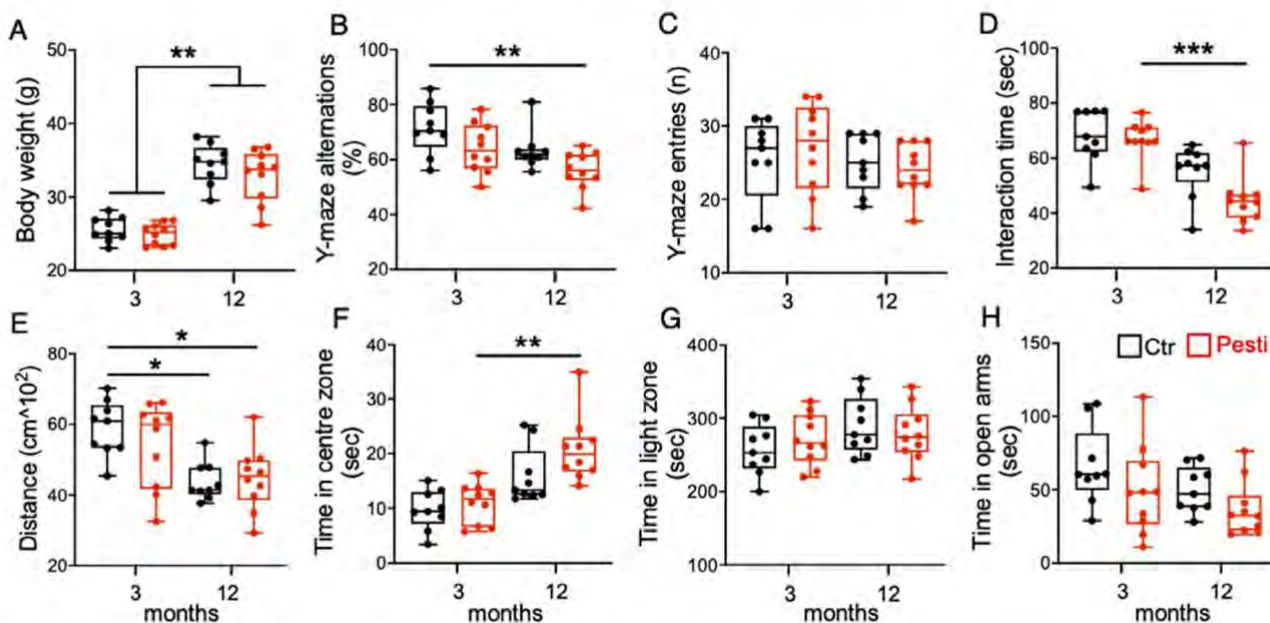 A
Body weight (g)
50
40
30
20
**
3
12
B
Y-maze alternations
(%)
100
80
60
40
20
**
3
12
C
Y-maze entries (n)
40
30
20
10
3
12
D
Interaction time (sec)
100
80
60
40
20
***
3
12
E
Distance (cm^10²)
80
60
40
20
*
*
3
12
months
F
Time in centre zone
(sec)
40
30
20
10
0
**
3
12
months
G
Time in light zone
(sec)
400
300
200
100
3
12
months
H
Time in open arms
(sec)
150
100
50
0
Ctr
Pesti
3
12
months